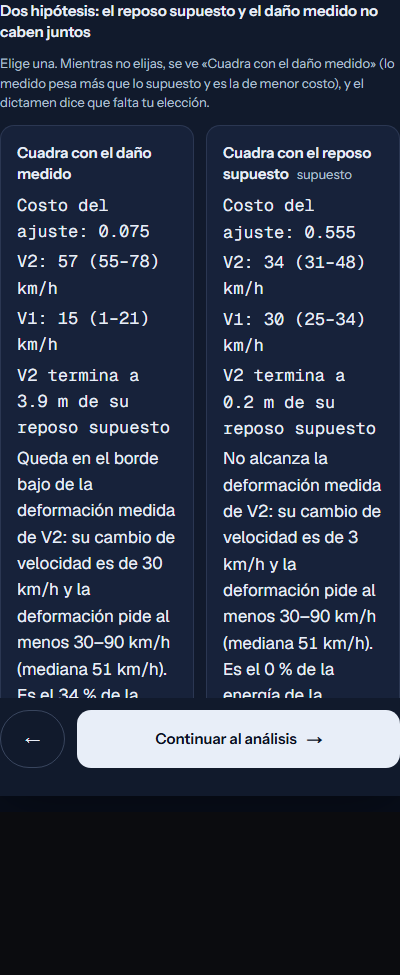 Dos hipótesis: el reposo supuesto y el daño medido no
caben juntos
Elige una. Mientras no elijas, se ve «Cuadra con el daño medido» (lo
medido pesa más que lo supuesto y es la de menor costo), y el
dictamen dice que falta tu elección.
Cuadra con el daño
medido
Costo del
ajuste: 0.075
V2: 57 (55–78)
km/h
V1: 15 (1–21)
km/h
V2 termina a
3.9 m de su
reposo supuesto
Queda en el borde
bajo de la
deformación medida
de V2: su cambio de
velocidad es de 30
km/h y la
deformación pide al
menos 30–90 km/h
(mediana 51 km/h).
Es el 34 % de la
Cuadra con el reposo
supuesto supuesto
Costo del
ajuste: 0.555
V2: 34 (31–48)
km/h
V1: 30 (25–34)
km/h
V2 termina a
0.2 m de su
reposo supuesto
No alcanza la
deformación medida
de V2: su cambio de
velocidad es de 3
km/h y la
deformación pide al
menos 30–90 km/h
(mediana 51 km/h).
Es el 0 % de la
energía de la
← Continuar al análisis →